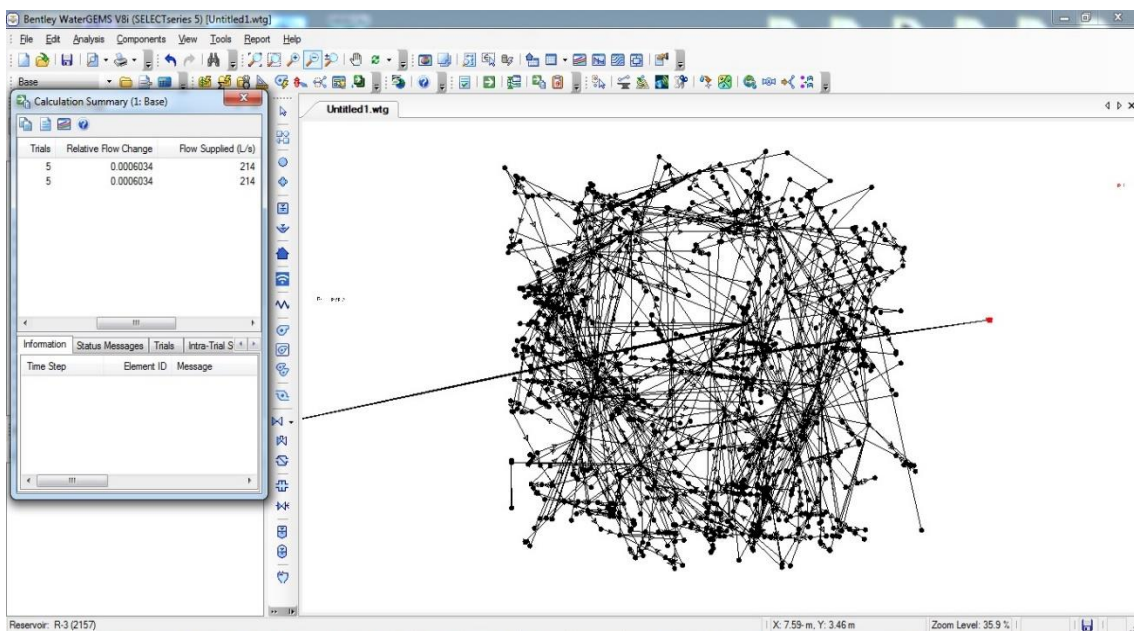 Bentley WaterGEMS V8i (SELECTseries 5) [Untitled1.wtg]
File Edit Analysis Components View Tools Report Help
Base
Calculation Summary (1: Base)
Untitled1.wtg
Trials Relative Flow Change Flow Supplied (L/s)
5 0.0006034 214
5 0.0006034 214
Information Status Messages Trials Intra-Trial S
Time Step Element ID Message
Reservoir: R-3 (2157) X: 7.59- m, Y: 3.46 m Zoom Level: 35.9 %